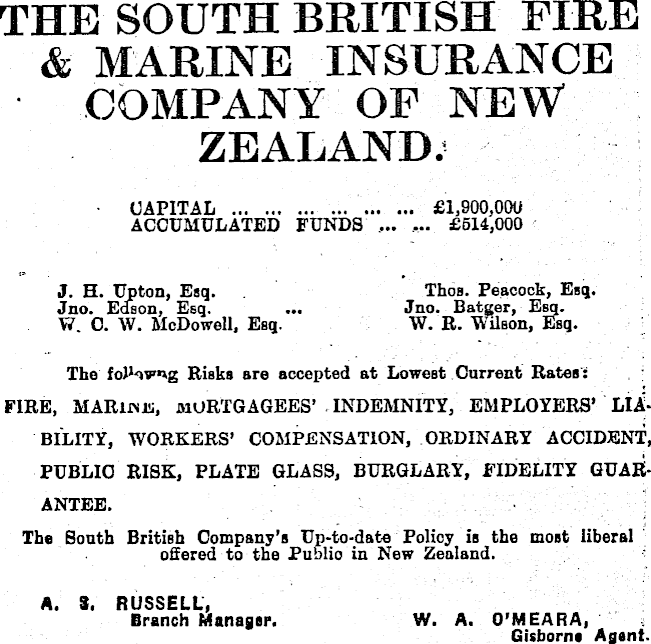 THE SOUTH BRITISH FIRE
& MARINE INSURANCE
COMPANY OF NEW
ZEALAND.
CAPITAL ... ... ... ... ... ... £1,900,000
ACCUMULATED FUNDS ... ... £514,000
J. H. Upton, Esq. Thos. Peacock, Esq.
Jno. Edson, Esq. ... Jno. Batger, Esq.
W. C. W. McDowell, Esq. W. R. Wilson, Esq.
The following Risks are accepted at Lowest Current Rates:
FIRE, MARINE, MORTGAGEES' INDEMNITY, EMPLOYERS' LIA-
BILITY, WORKERS' COMPENSATION, ORDINARY ACCIDENT,
PUBLIC RISK, PLATE GLASS, BURGLARY, FIDELITY GUAR-
ANTEE.
The South British Company's Up-to-date Policy is the most liberal
offered to the Public in New Zealand.
A. S. RUSSELL,
Branch Manager.
W. A. O'MEARA,
Gisborne Agent.